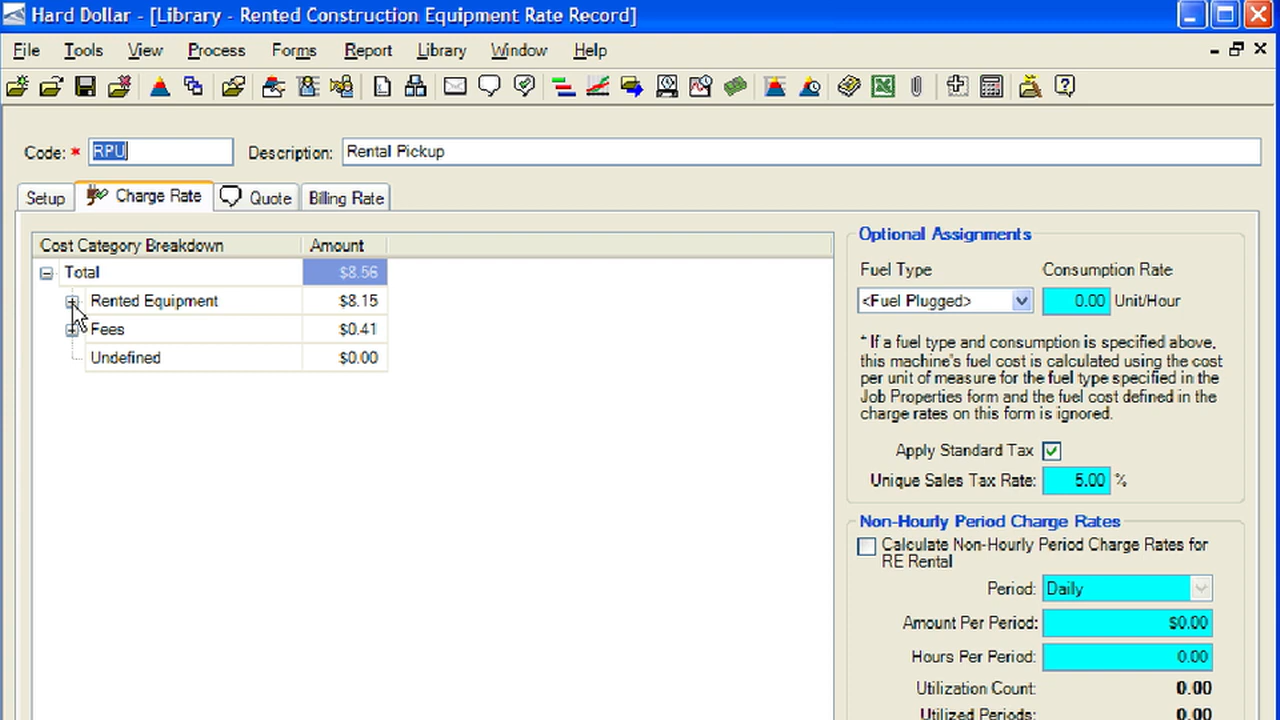 Hard Dollar - [Library - Rented Construction Equipment Rate Record]
File Tools View Process Forms Report Library Window Help
Code: * RPU Description: Rental Pickup
Setup Charge Rate Quote Billing Rate
Cost Category Breakdown Amount
Total $8.56
Rented Equipment $8.15
Fees $0.41
Undefined $0.00
Optional Assignments
Fuel Type Consumption Rate
<Fuel Plugged> 0.00 Unit/Hour
* If a fuel type and consumption is specified above,
this machine's fuel cost is calculated using the cost
per unit of measure for the fuel type specified in the
Job Properties form and the fuel cost defined in the
charge rates on this form is ignored.
Apply Standard Tax
Unique Sales Tax Rate: 5.00 %
Non-Hourly Period Charge Rates
Calculate Non-Hourly Period Charge Rates for
RE Rental
Period: Daily
Amount Per Period: $0.00
Hours Per Period: 0.00
Utilization Count: 0.00
Utilized Periods: 0.00